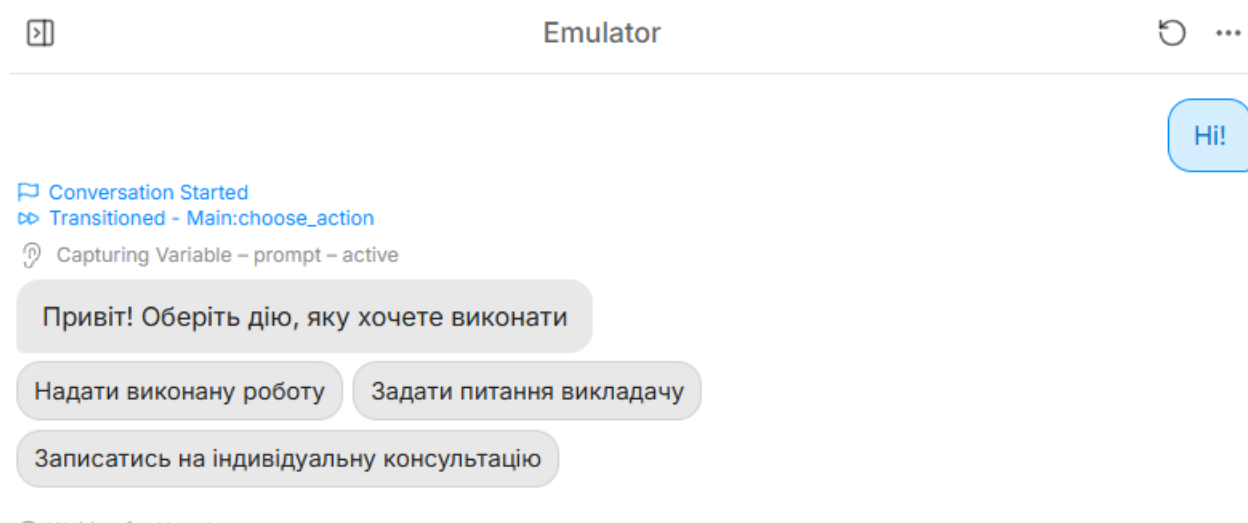 Emulator
Hi!
Conversation Started
Transitioned - Main:choose_action
Capturing Variable – prompt – active
Привіт! Оберіть дію, яку хочете виконати
Надати виконану роботу
Задати питання викладачу
Записатись на індивідуальну консультацію